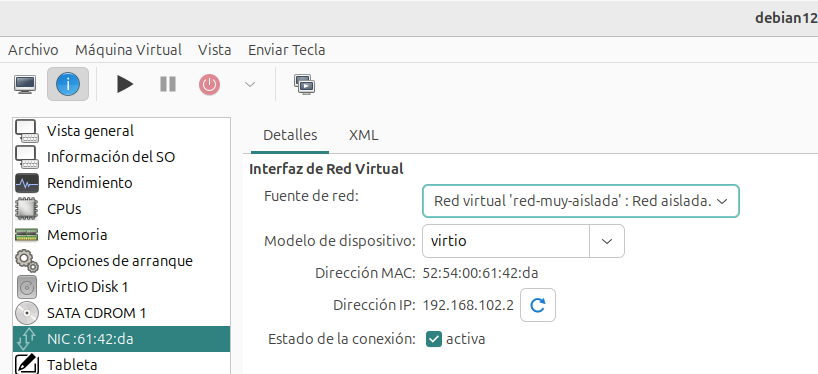 debian12
Archivo Máquina Virtual Vista Enviar Tecla
Vista general
Información del SO
Rendimiento
CPUs
Memoria
Opciones de arranque
VirtIO Disk 1
SATA CDROM 1
NIC :61:42:da
Tableta
Detalles XML
Interfaz de Red Virtual
Fuente de red: Red virtual 'red-muy-aislada' : Red aislada.
Modelo de dispositivo: virtio
Dirección MAC: 52:54:00:61:42:da
Dirección IP: 192.168.102.2
Estado de la conexión: activa